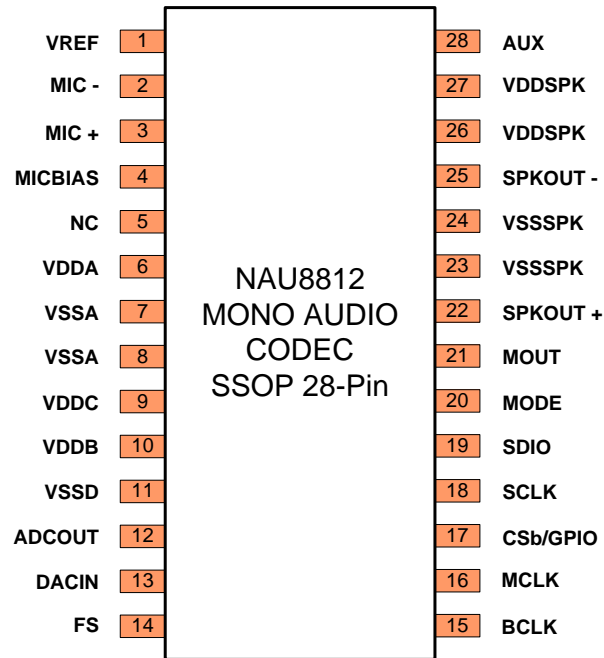 VREF 1
MIC - 2
MIC + 3
MICBIAS 4
NC 5
VDDA 6
VSSA 7
VSSA 8
VDDC 9
VDDB 10
VSSD 11
ADCOUT 12
DACIN 13
FS 14
NAU8812
MONO AUDIO
CODEC
SSOP 28-Pin
28 AUX
27 VDDSPK
26 VDDSPK
25 SPKOUT -
24 VSSSPK
23 VSSSPK
22 SPKOUT +
21 MOUT
20 MODE
19 SDIO
18 SCLK
17 CSb/GPIO
16 MCLK
15 BCLK